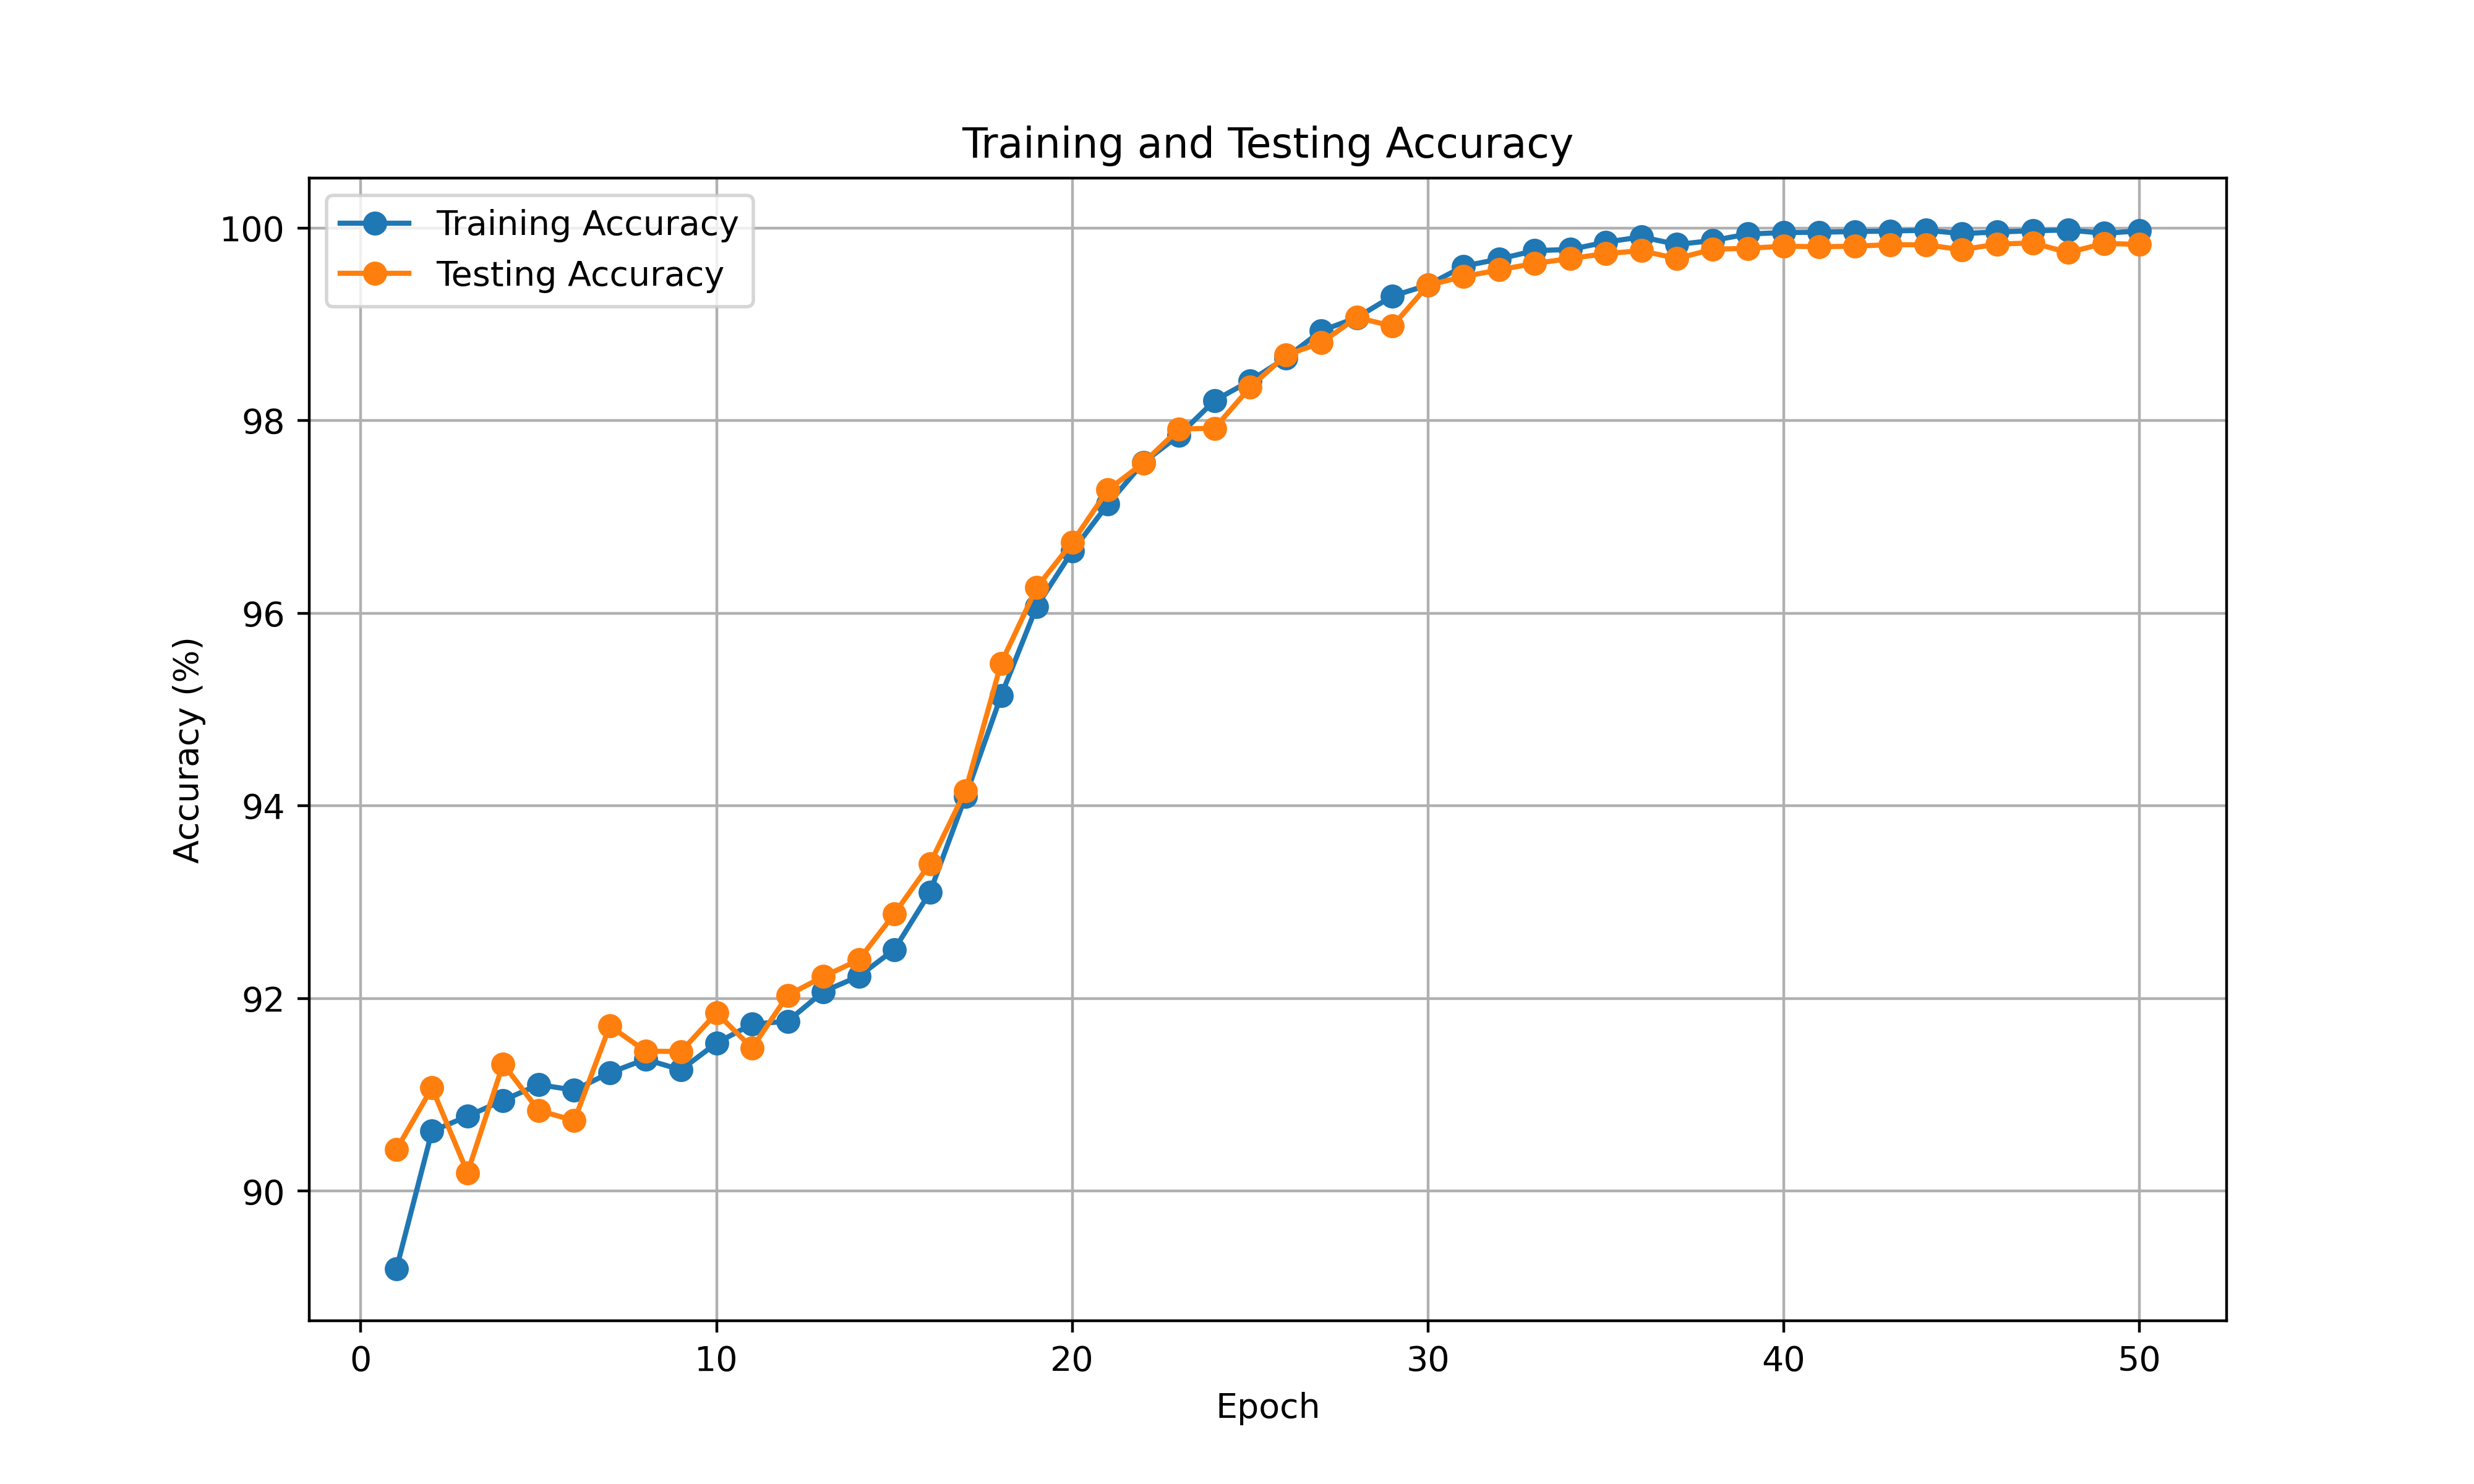 Training and Testing Accuracy
Training Accuracy
Testing Accuracy
100
98
96
94
92
90
Accuracy (%)
0 10 20 30 40 50
Epoch